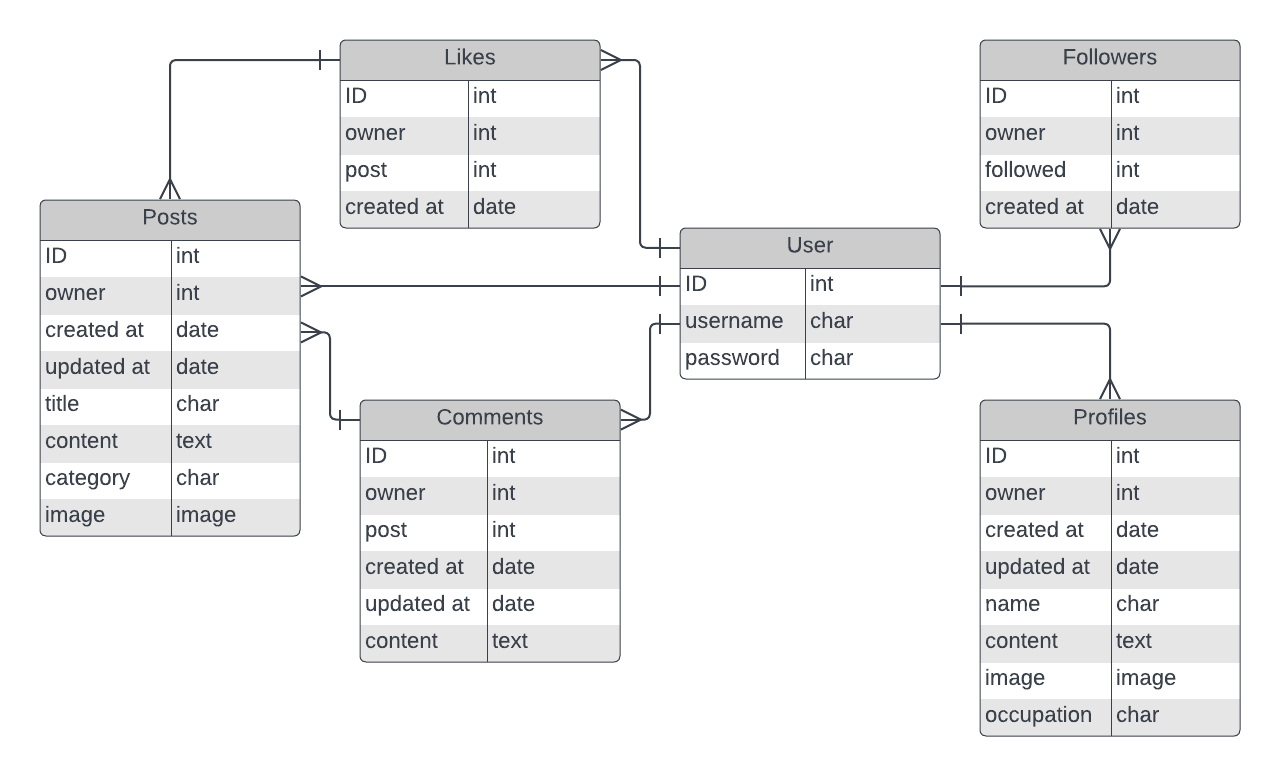 Likes
ID int
owner int
post int
created at date
Followers
ID int
owner int
followed int
created at date
Posts
ID int
owner int
created at date
updated at date
title char
content text
category char
image image
User
ID int
username char
password char
Comments
ID int
owner int
post int
created at date
updated at date
content text
Profiles
ID int
owner int
created at date
updated at date
name char
content text
image image
occupation char